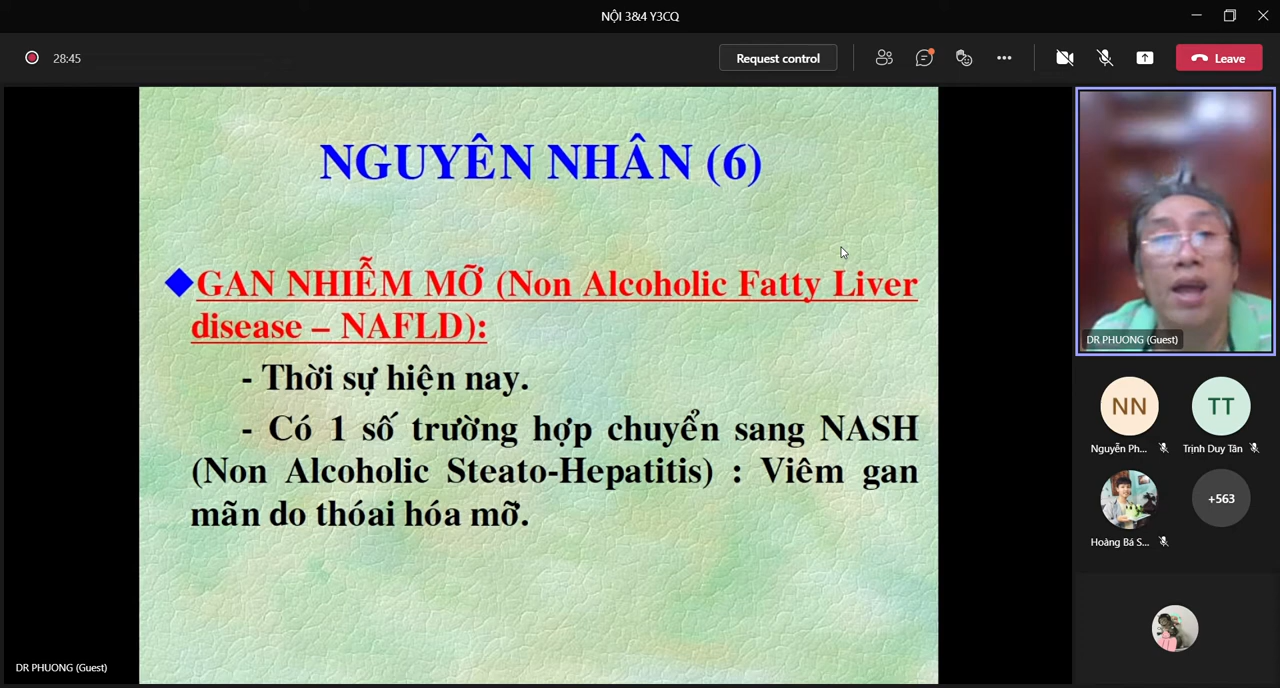 NỘI 3&4 Y3CQ
28:45
Request control
Leave
NGUYÊN NHÂN (6)
GAN NHIỄM MỠ (Non Alcoholic Fatty Liver
disease – NAFLD):
- Thời sự hiện nay.
- Có 1 số trường hợp chuyển sang NASH
(Non Alcoholic Steato-Hepatitis) : Viêm gan
mãn do thóai hóa mỡ.
DR PHUONG (Guest)
NN
TT
Nguyễn Ph...
Trịnh Duy Tân
+563
Hoàng Bá S...
DR PHUONG (Guest)